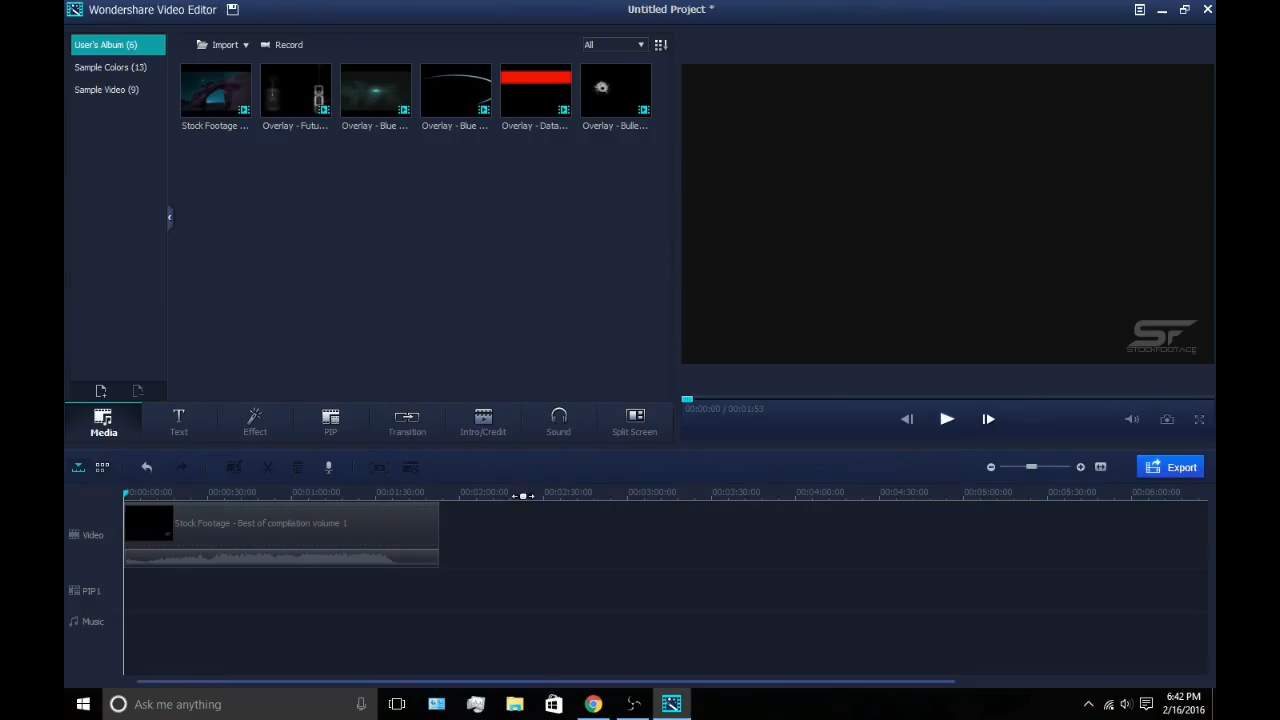 Wondershare Video Editor
Untitled Project *
User's Album (6)
Sample Colors (13)
Sample Video (9)
Import
Record
All
Stock Footage ...
Overlay - Futu...
Overlay - Blue ...
Overlay - Blue ...
Overlay - Data...
Overlay - Bulle...
SF
STOCKFOOTAGE
00:00:00 / 00:01:53
Media
Text
Effect
PIP
Transition
Intro/Credit
Sound
Split Screen
Export
00:00:00:00
00:00:30:00
00:01:00:00
00:01:30:00
00:02:00:00
00:02:30:00
00:03:00:00
00:03:30:00
00:04:00:00
00:04:30:00
00:05:00:00
00:05:30:00
00:06:00:00
Video
Stock Footage - Best of compilation volume 1
PIP1
Music
Ask me anything
6:42 PM
2/16/2016